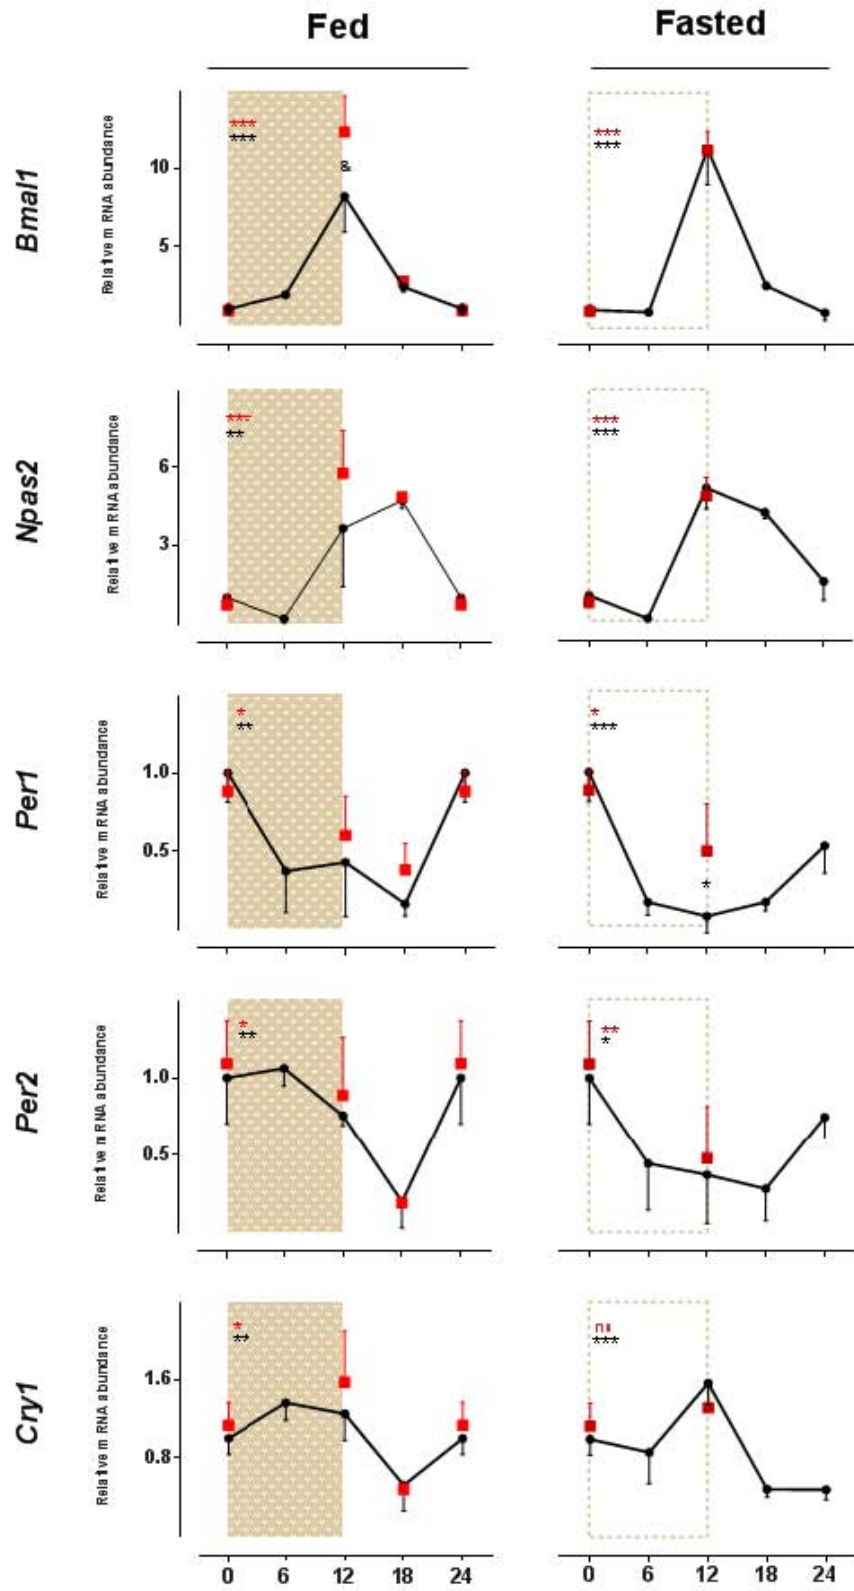 Fed Fasted
Bmal1
Relative mRNA abundance
10
5
***
***
&
***
***
Npas2
Relative mRNA abundance
6
3
***
**
***
***
Per1
Relative mRNA abundance
1.0
0.5
*
**
*
***
*
Per2
Relative mRNA abundance
1.0
0.5
*
**
**
*
Cry1
Relative mRNA abundance
1.6
0.8
*
**
***
0 6 12 18 24 0 6 12 18 24